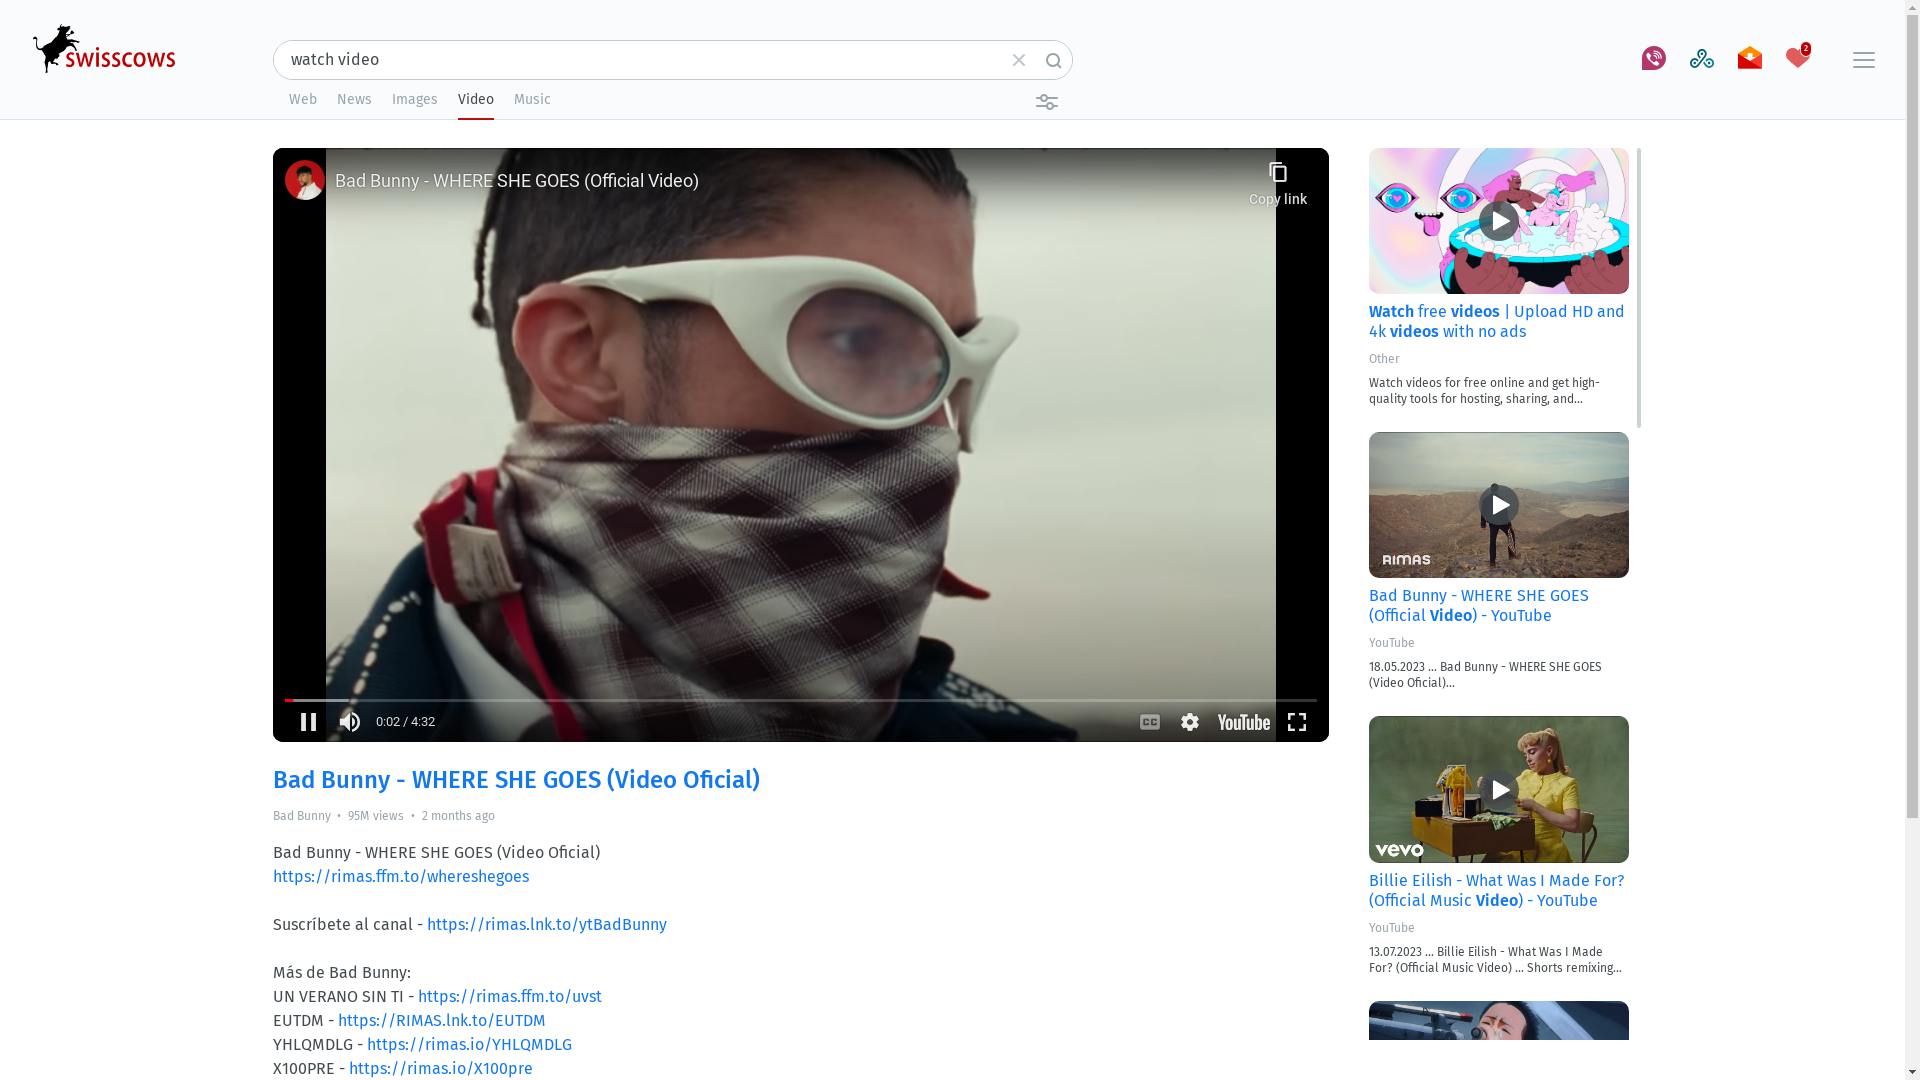 swisscows
watch video
2
Web
News
Images
Video
Music
Bad Bunny - WHERE SHE GOES (Official Video)
Copy link
0:02 / 4:32
CC
YouTube
Bad Bunny - WHERE SHE GOES (Video Oficial)
Bad Bunny • 95M views • 2 months ago
Bad Bunny - WHERE SHE GOES (Video Oficial)
https://rimas.ffm.to/whereshegoes
Suscríbete al canal - https://rimas.lnk.to/ytBadBunny
Más de Bad Bunny:
UN VERANO SIN TI - https://rimas.ffm.to/uvst
EUTDM - https://RIMAS.lnk.to/EUTDM
YHLQMDLG - https://rimas.io/YHLQMDLG
X100PRE - https://rimas.io/X100pre
Watch free videos | Upload HD and
4k videos with no ads
Other
Watch videos for free online and get high-
quality tools for hosting, sharing, and...
RIMAS
Bad Bunny - WHERE SHE GOES
(Official Video) - YouTube
YouTube
18.05.2023 ... Bad Bunny - WHERE SHE GOES
(Video Oficial)...
vevo
Billie Eilish - What Was I Made For?
(Official Music Video) - YouTube
YouTube
13.07.2023 ... Billie Eilish - What Was I Made
For? (Official Music Video) ... Shorts remixing...